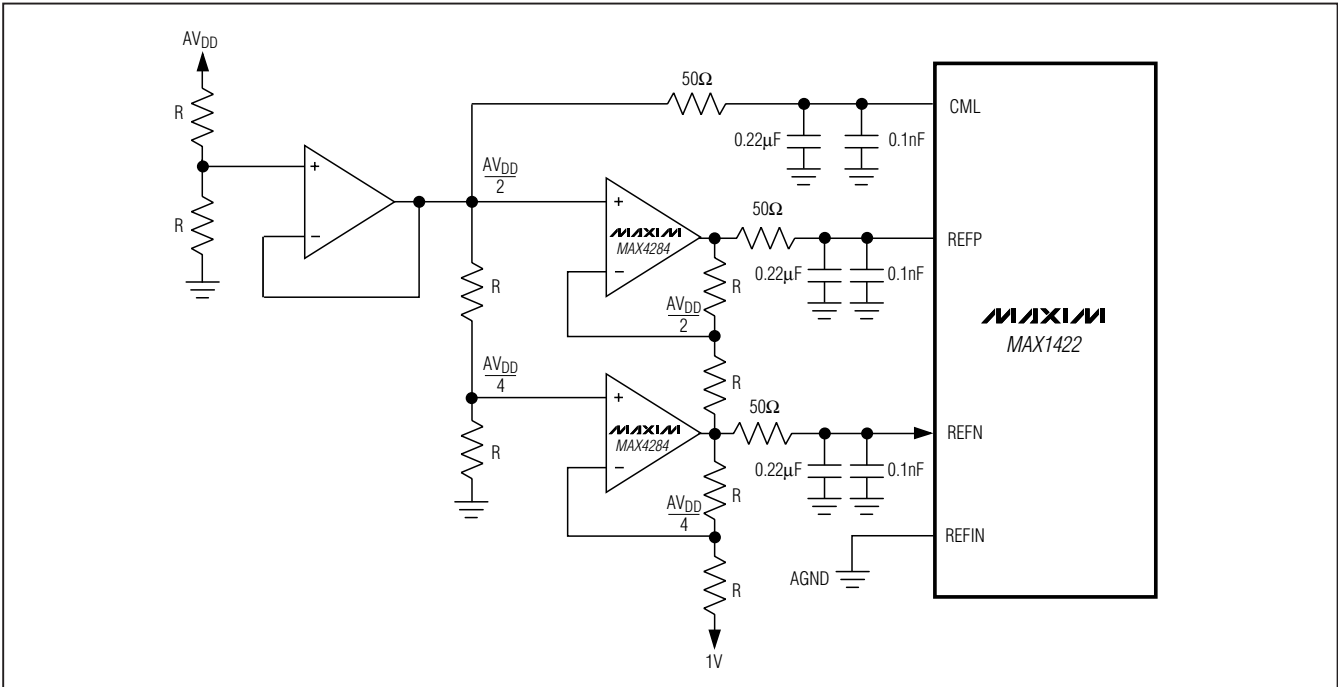 AVDD
R
R
+
−
AVDD
2
50Ω
0.22µF
0.1nF
CML
+
MAXIM
MAX4284
−
50Ω
0.22µF
0.1nF
REFP
R
R
AVDD
2
MAXIM
MAX1422
AVDD
4
R
+
MAXIM
MAX4284
−
50Ω
0.22µF
0.1nF
REFN
R
R
AVDD
4
R
1V
AGND
REFIN